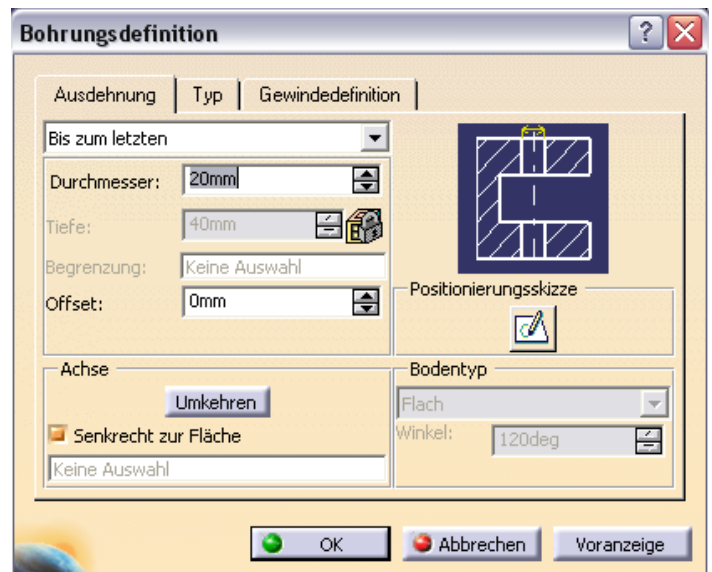 Bohrungsdefinition
Ausdehnung Typ Gewindedefinition
Bis zum letzten
Durchmesser: 20mm
Tiefe: 40mm
Begrenzung: Keine Auswahl
Offset: 0mm
Positionierungsskizze
Achse
Umkehren
Senkrecht zur Fläche
Keine Auswahl
Bodentyp
Flach
Winkel: 120deg
OK Abbrechen Voranzeige